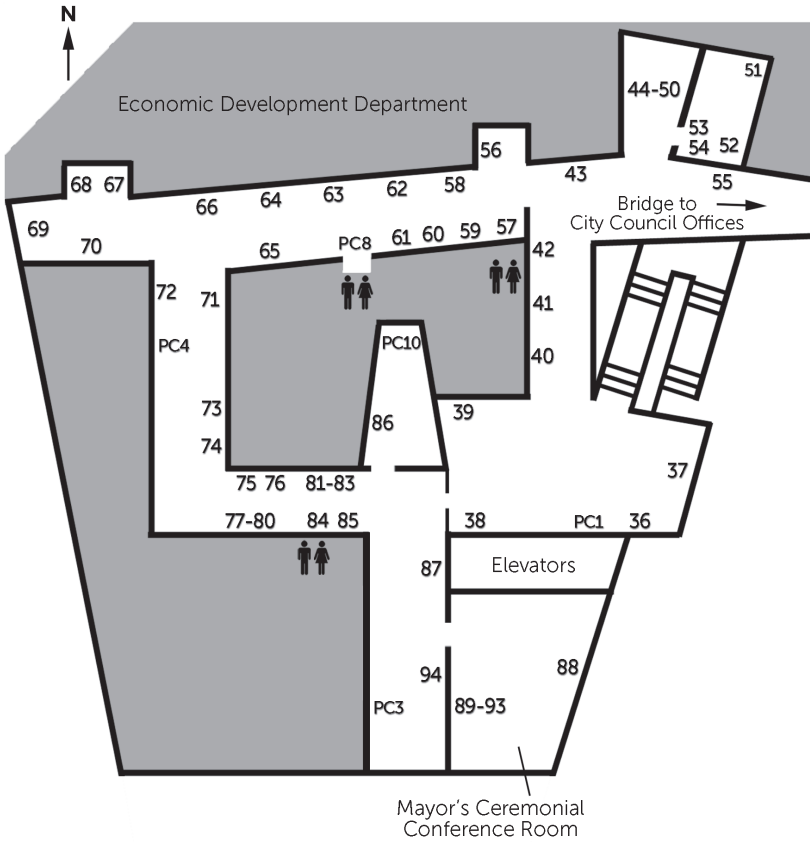 N
Economic Development Department
51
44-50
53
54 52
56
43
55
68 67
58
62
63
64
66
Bridge to
City Council Offices
69
70
65
PC8
61 60 59 57
42
72
71
41
PC4
PC10
40
73
86
39
74
75 76 81-83
37
77-80 84 85
38
PC1
36
87
Elevators
94
88
PC3
89-93
Mayor's Ceremonial
Conference Room